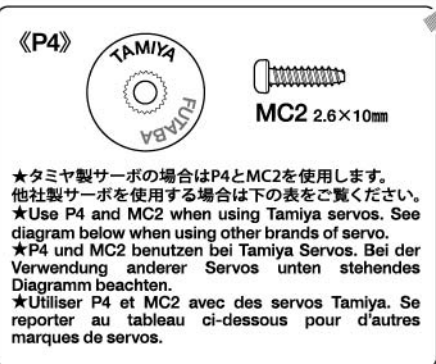 《P4》
TAMIYA
FUTABA
MC2 2.6×10㎜
★タミヤ製サーボの場合はP4とMC2を使用します。
他社製サーボを使用する場合は下の表をご覧ください。
★Use P4 and MC2 when using Tamiya servos. See
diagram below when using other brands of servo.
★P4 und MC2 benutzen bei Tamiya Servos. Bei der
Verwendung anderer Servos unten stehendes
Diagramm beachten.
★Utiliser P4 et MC2 avec des servos Tamiya. Se
reporter au tableau ci-dessous pour d'autres
marques de servos.